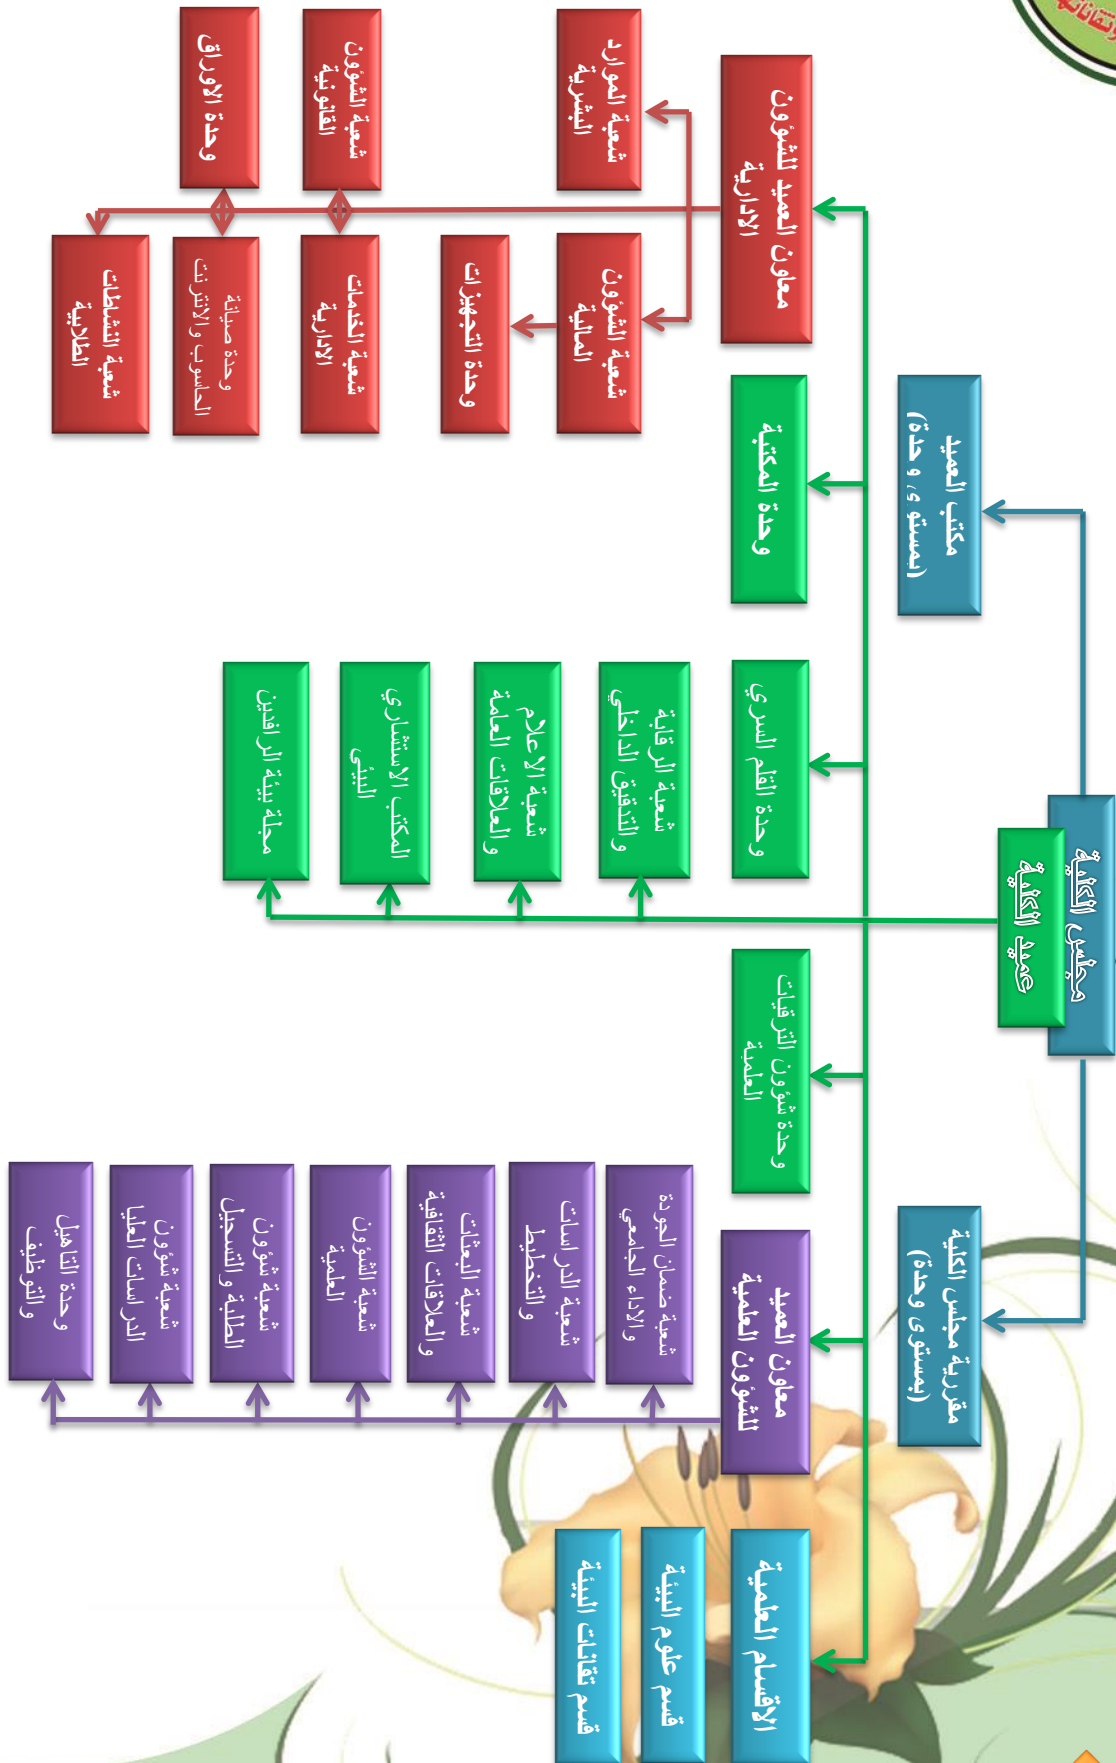 مجلس الكلية
عميد الكلية
مقررية مجلس الكلية
(بمستوى وحدة)
مكتب العميد
(بمستوى وحدة)
الاقسام العلمية
قسم علوم البيئة
قسم تقانات البيئة
معاون العميد
للشؤون العلمية
شعبة ضمان الجودة
والاداء الجامعي
شعبة الدراسات
والتخطيط
شعبة البعثات
والعلاقات الثقافية
شعبة الشؤون
العلمية
شعبة شؤون
الطلبة والتسجيل
شعبة شؤون
الدراسات العليا
وحدة التاهيل
والتوظيف
وحدة شؤون الترقيات
العلمية
وحدة القلم السري
شعبة الرقابة
والتدقيق الداخلي
شعبة الاعلام
والعلاقات العامة
المكتب الاستشاري
البيئي
مجلة بيئة الرافدين
وحدة المكتبة
معاون العميد للشؤون
الادارية
شعبة الموارد
البشرية
شعبة الشؤون
المالية
وحدة التجهيزات
شعبة الشؤون
القانونية
شعبة الخدمات
الادارية
وحدة الاوراق
وحدة صيانة
الحاسوب والانترنت
شعبة النشاطات
الطلابية